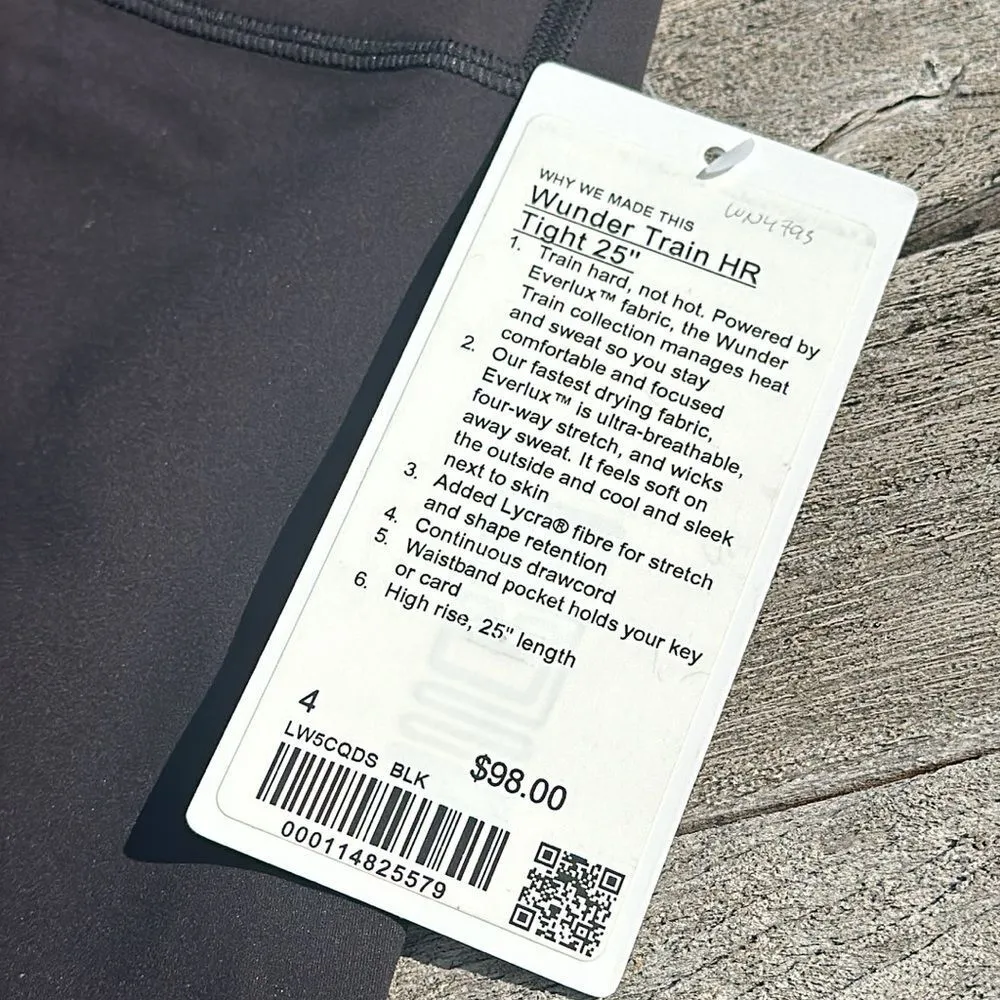 WHY WE MADE THIS
WN4793
Wunder Train HR
Tight 25"
1. Train hard, not hot. Powered by
Everlux™ fabric, the Wunder
Train collection manages heat
and sweat so you stay
comfortable and focused
2. Our fastest drying fabric,
Everlux™ is ultra-breathable,
four-way stretch, and wicks
away sweat. It feels soft on
the outside and cool and sleek
next to skin
3. Added Lycra® fibre for stretch
and shape retention
4. Continuous drawcord
5. Waistband pocket holds your key
or card
6. High rise, 25" length
4
LW5CQDS BLK
$98.00
000114825579